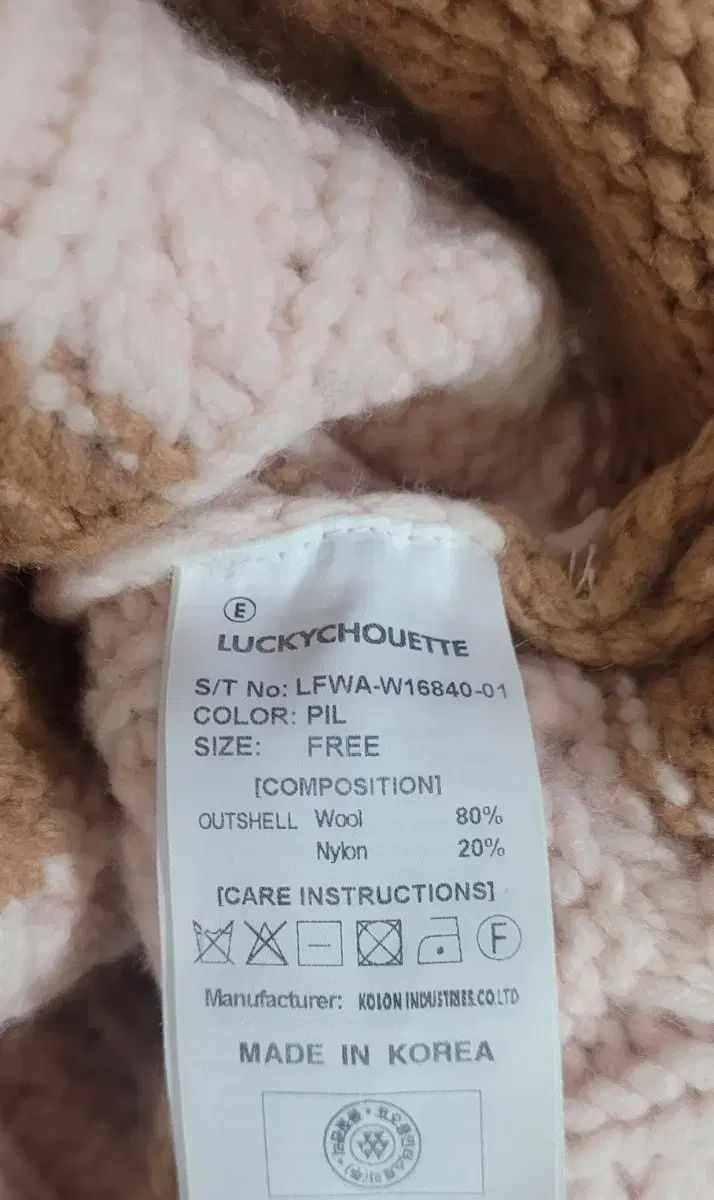 E
LUCKYCHOUETTE
S/T No: LFWA-W16840-01
COLOR: PIL
SIZE: FREE
[COMPOSITION]
OUTSHELL Wool 80%
Nylon 20%
[CARE INSTRUCTIONS]
F
Manufacturer: KOLON INDUSTRIES.CO.LTD
MADE IN KOREA